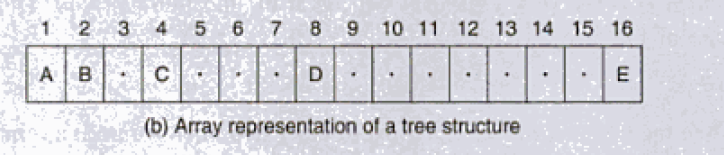 1 2 3 4 5 6 7 8 9 10 11 12 13 14 15 16
A B · C · · · D · · · · · · · E
(b) Array representation of a tree structure